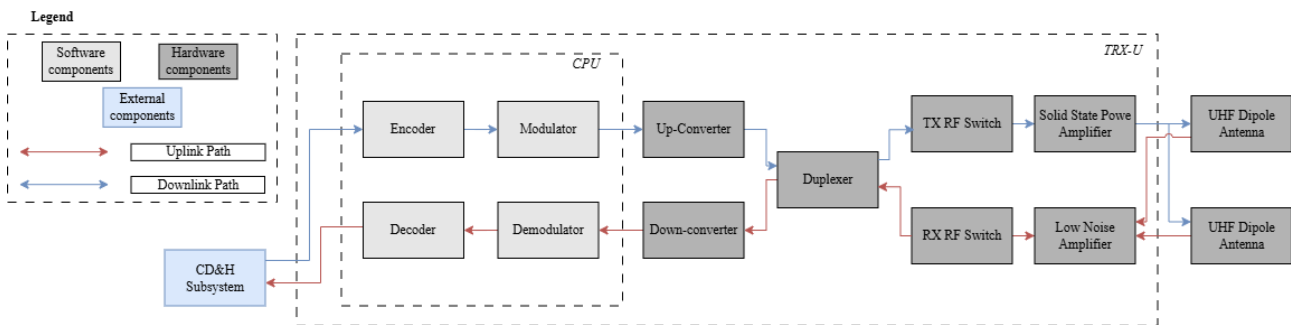 Legend
Software
components
Hardware
components
External
components
Uplink Path
Downlink Path
TRX-U
CPU
Encoder
Modulator
Up-Converter
Duplexer
TX RF Switch
Solid State Powe
Amplifier
UHF Dipole
Antenna
Decoder
Demodulator
Down-converter
RX RF Switch
Low Noise
Amplifier
UHF Dipole
Antenna
CD&H
Subsystem